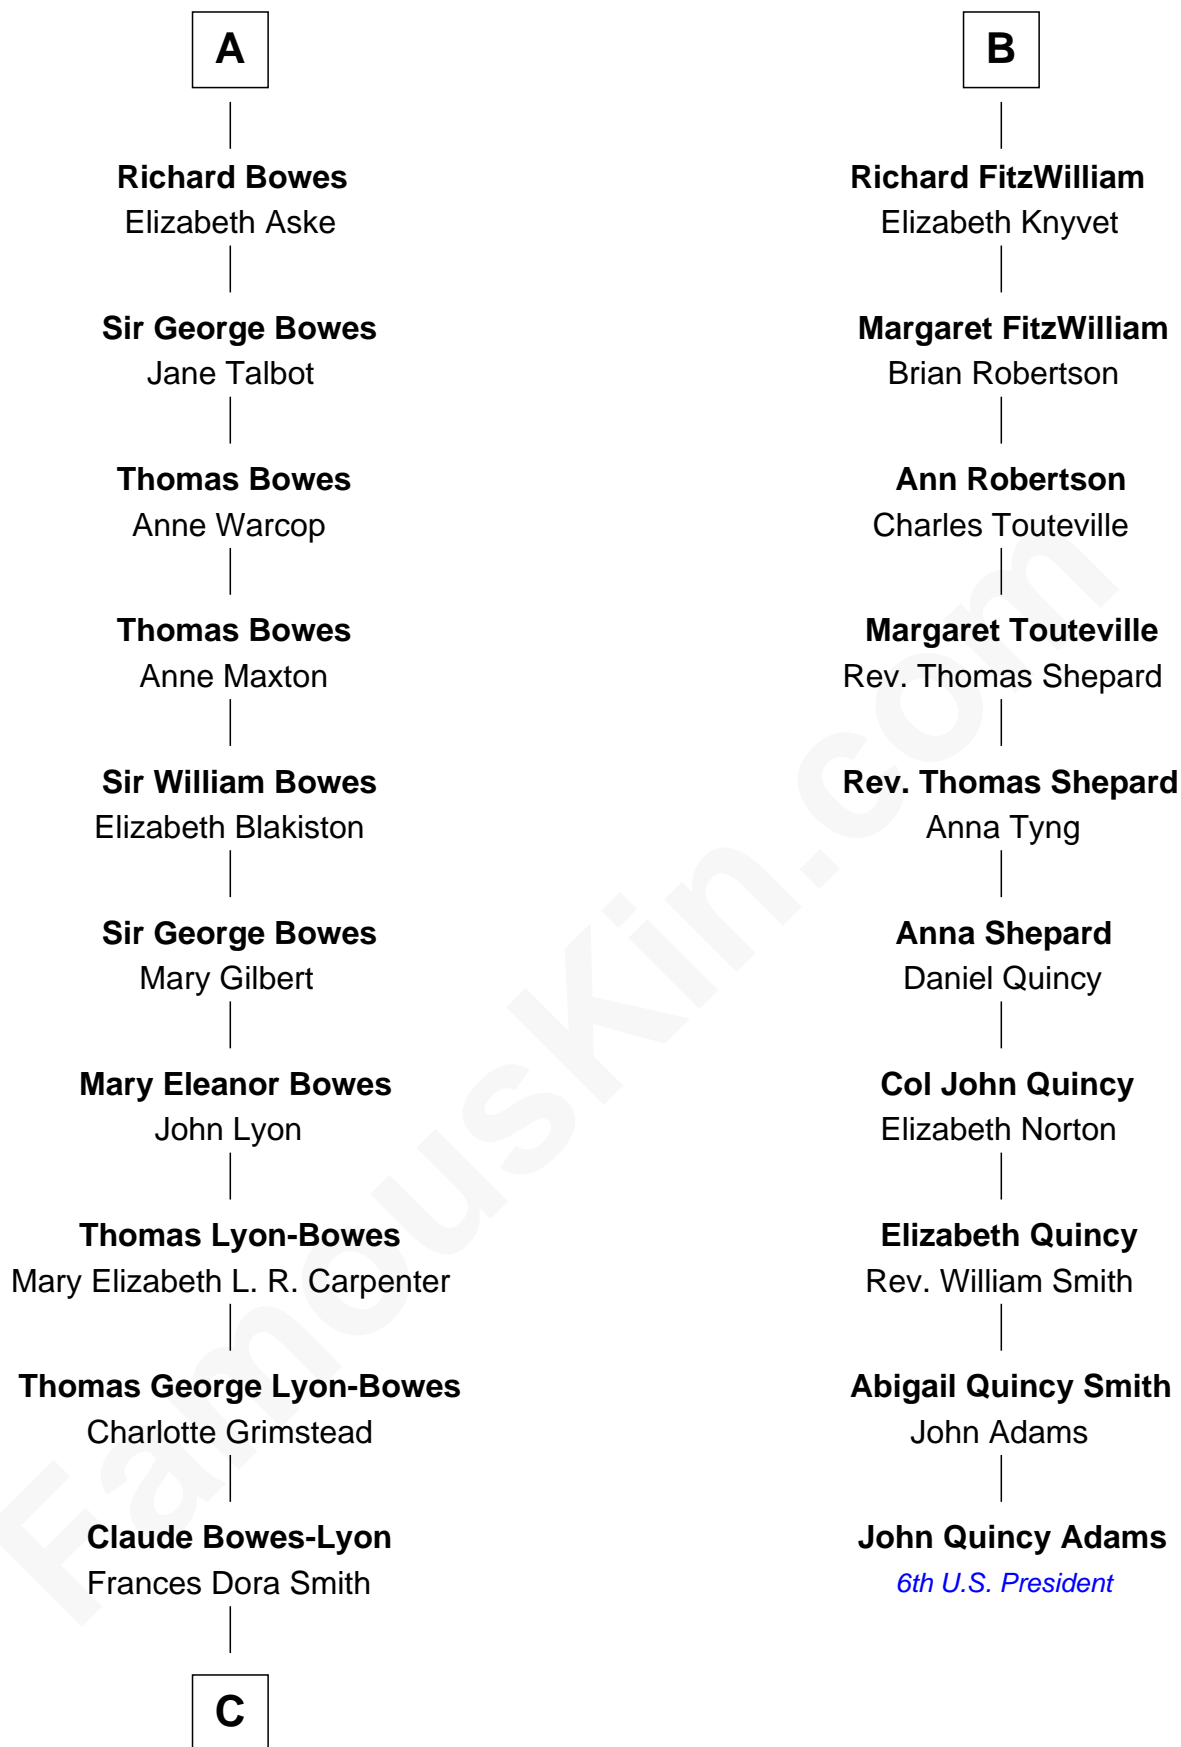 A
Richard Bowes
Elizabeth Aske
Sir George Bowes
Jane Talbot
Thomas Bowes
Anne Warcop
Thomas Bowes
Anne Maxton
Sir William Bowes
Elizabeth Blakiston
Sir George Bowes
Mary Gilbert
Mary Eleanor Bowes
John Lyon
Thomas Lyon-Bowes
Mary Elizabeth L. R. Carpenter
Thomas George Lyon-Bowes
Charlotte Grimstead
Claude Bowes-Lyon
Frances Dora Smith
C
B
Richard FitzWilliam
Elizabeth Knyvet
Margaret FitzWilliam
Brian Robertson
Ann Robertson
Charles Touteville
Margaret Touteville
Rev. Thomas Shepard
Rev. Thomas Shepard
Anna Tyng
Anna Shepard
Daniel Quincy
Col John Quincy
Elizabeth Norton
Elizabeth Quincy
Rev. William Smith
Abigail Quincy Smith
John Adams
John Quincy Adams
6th U.S. President
FamousKin.com